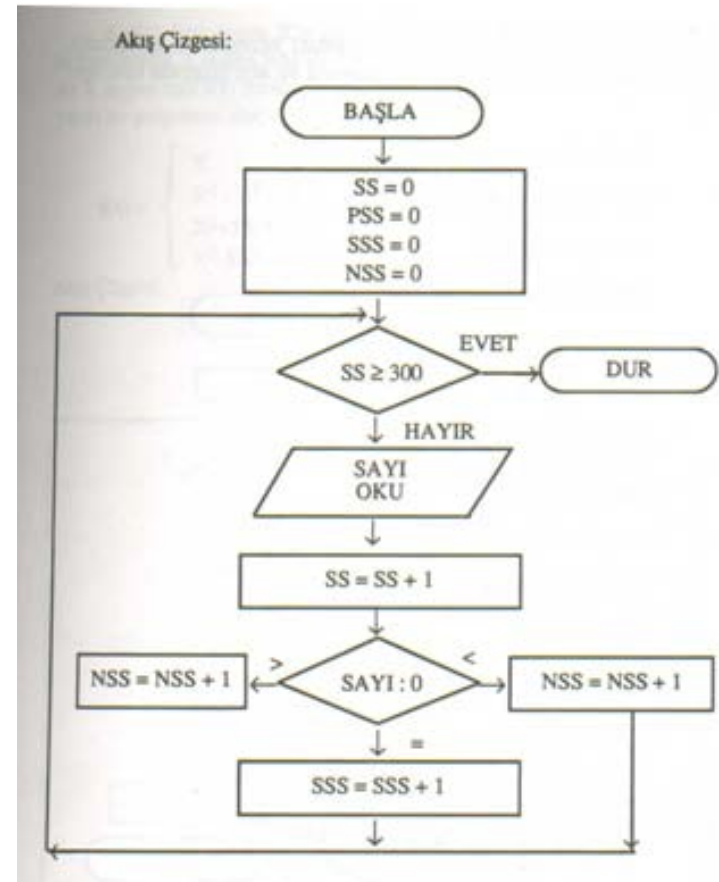 Akış Çizgesi:
BAŞLA
SS = 0
PSS = 0
SSS = 0
NSS = 0
EVET
SS ≥ 300
DUR
HAYIR
SAYI
OKU
SS = SS + 1
NSS = NSS + 1
>
SAYI : 0
<
NSS = NSS + 1
=
SSS = SSS + 1